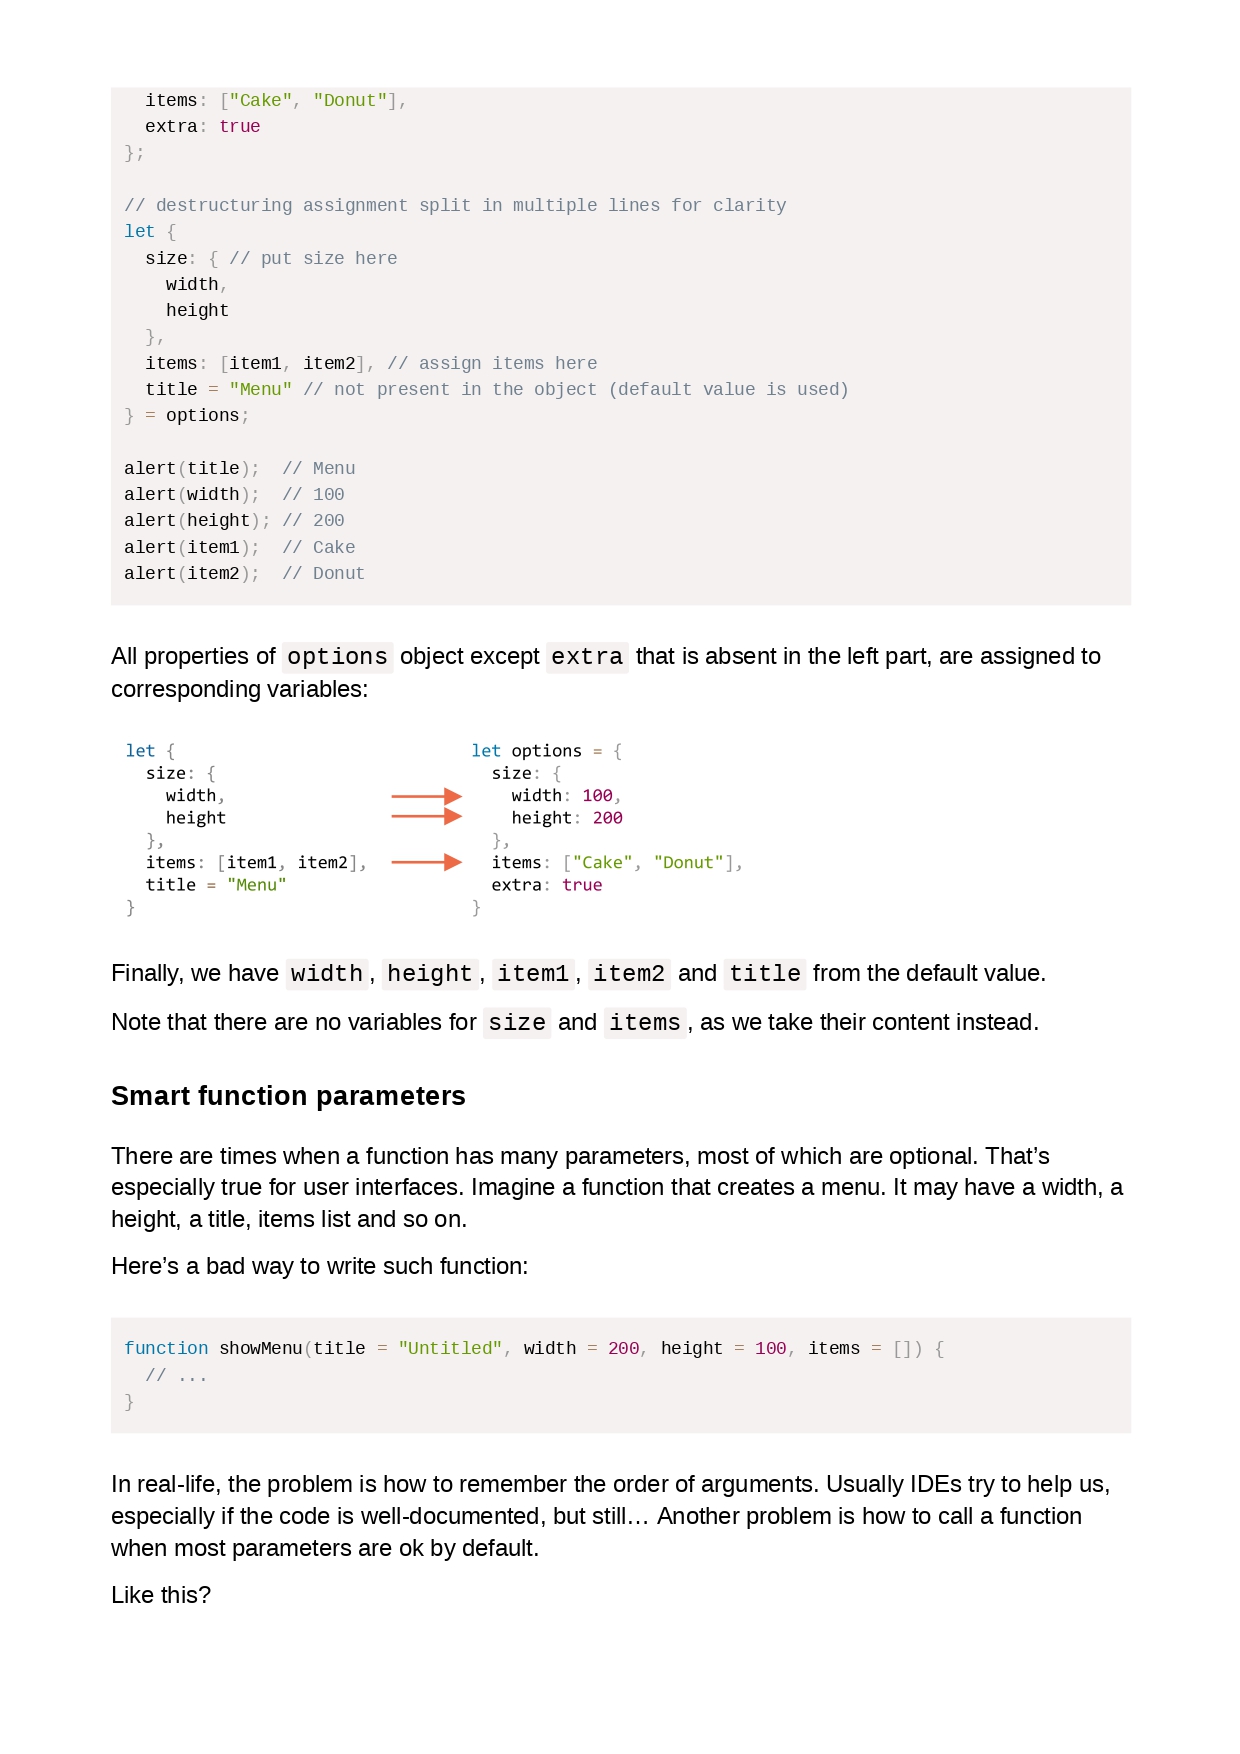 items: ["Cake", "Donut"],
  extra: true
};

// destructuring assignment split in multiple lines for clarity
let {
  size: { // put size here
    width,
    height
  },
  items: [item1, item2], // assign items here
  title = "Menu" // not present in the object (default value is used)
} = options;

alert(title);  // Menu
alert(width);  // 100
alert(height); // 200
alert(item1);  // Cake
alert(item2);  // Donut

All properties of options object except extra that is absent in the left part, are assigned to
corresponding variables:

let {
  size: {
    width,
    height
  },
  items: [item1, item2],
  title = "Menu"
}

let options = {
  size: {
    width: 100,
    height: 200
  },
  items: ["Cake", "Donut"],
  extra: true
}

Finally, we have width, height, item1, item2 and title from the default value.
Note that there are no variables for size and items, as we take their content instead.

Smart function parameters

There are times when a function has many parameters, most of which are optional. That’s
especially true for user interfaces. Imagine a function that creates a menu. It may have a width, a
height, a title, items list and so on.
Here’s a bad way to write such function:

function showMenu(title = "Untitled", width = 200, height = 100, items = []) {
  // ...
}

In real-life, the problem is how to remember the order of arguments. Usually IDEs try to help us,
especially if the code is well-documented, but still… Another problem is how to call a function
when most parameters are ok by default.
Like this?